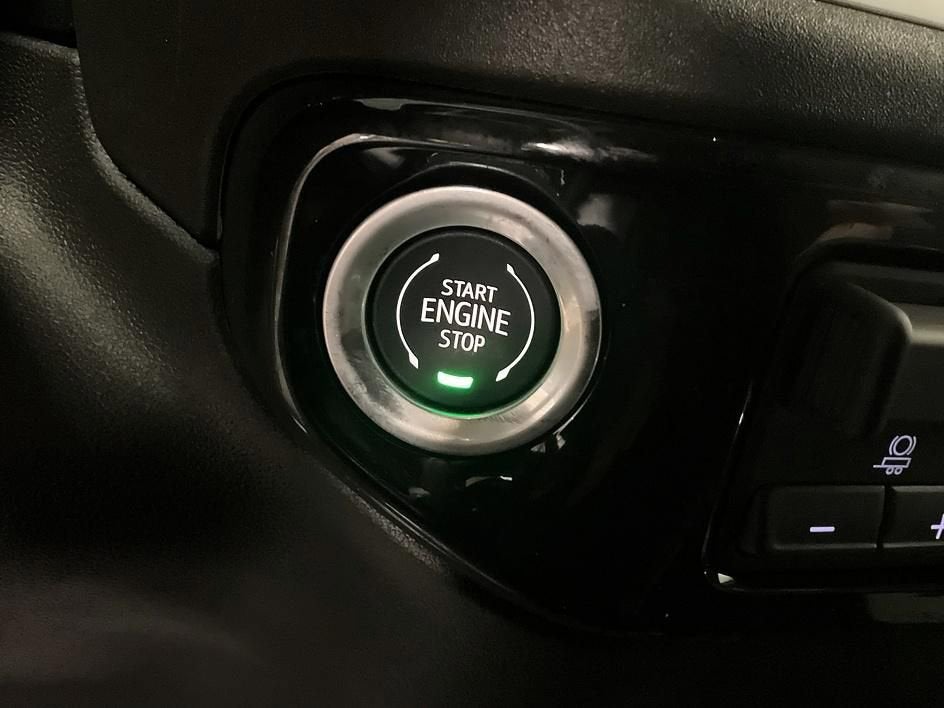 START
ENGINE
STOP
- +